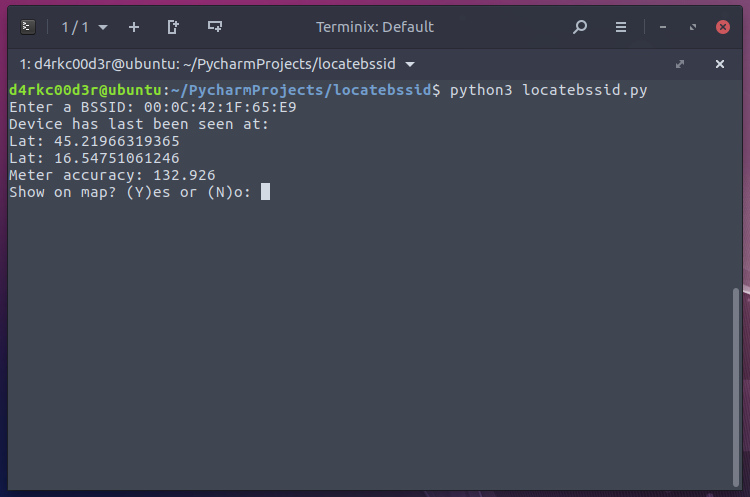 1 / 1
Terminix: Default
1: d4rkc00d3r@ubuntu: ~/PycharmProjects/locatebssid
d4rkc00d3r@ubuntu:~/PycharmProjects/locatebssid$ python3 locatebssid.py
Enter a BSSID: 00:0C:42:1F:65:E9
Device has last been seen at:
Lat: 45.21966319365
Lat: 16.54751061246
Meter accuracy: 132.926
Show on map? (Y)es or (N)o: